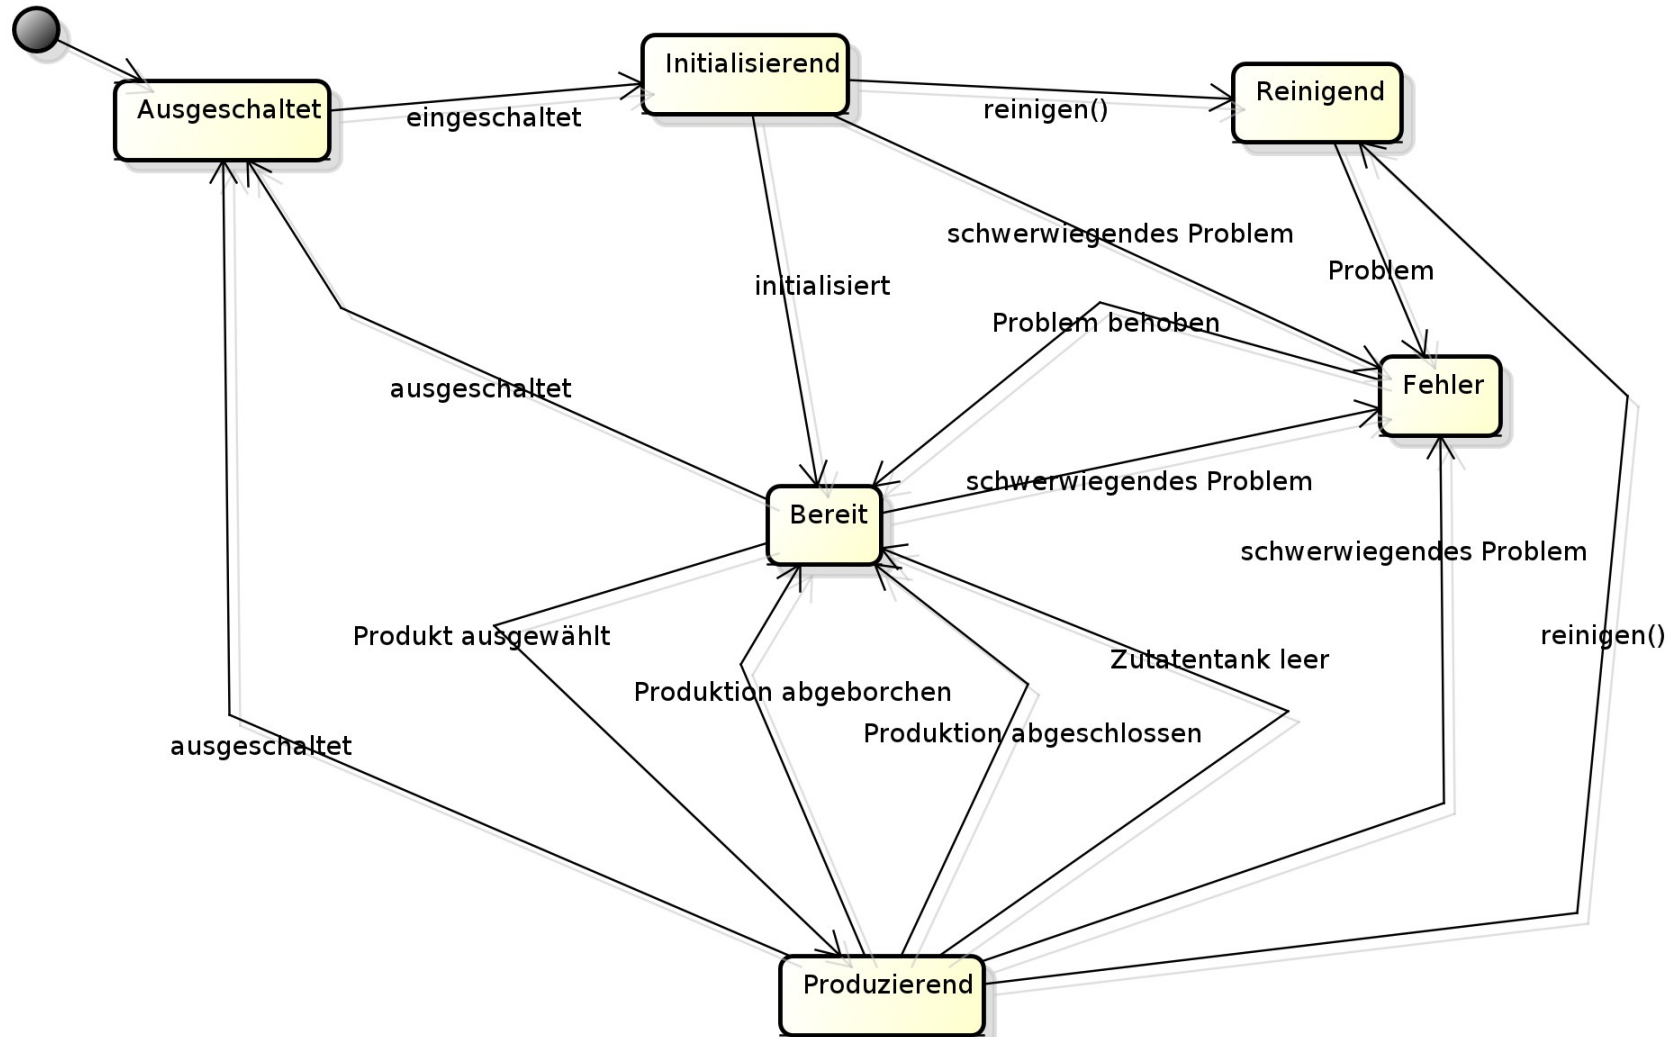 Initialisierend
Reinigend
Ausgeschaltet
eingeschaltet
reinigen()
schwerwiegendes Problem
Problem
initialisiert
Problem behoben
Fehler
ausgeschaltet
schwerwiegendes Problem
Bereit
schwerwiegendes Problem
Produkt ausgewählt
reinigen()
Zutatentank leer
Produktion abgeborchen
Produktion abgeschlossen
ausgeschaltet
Produzierend